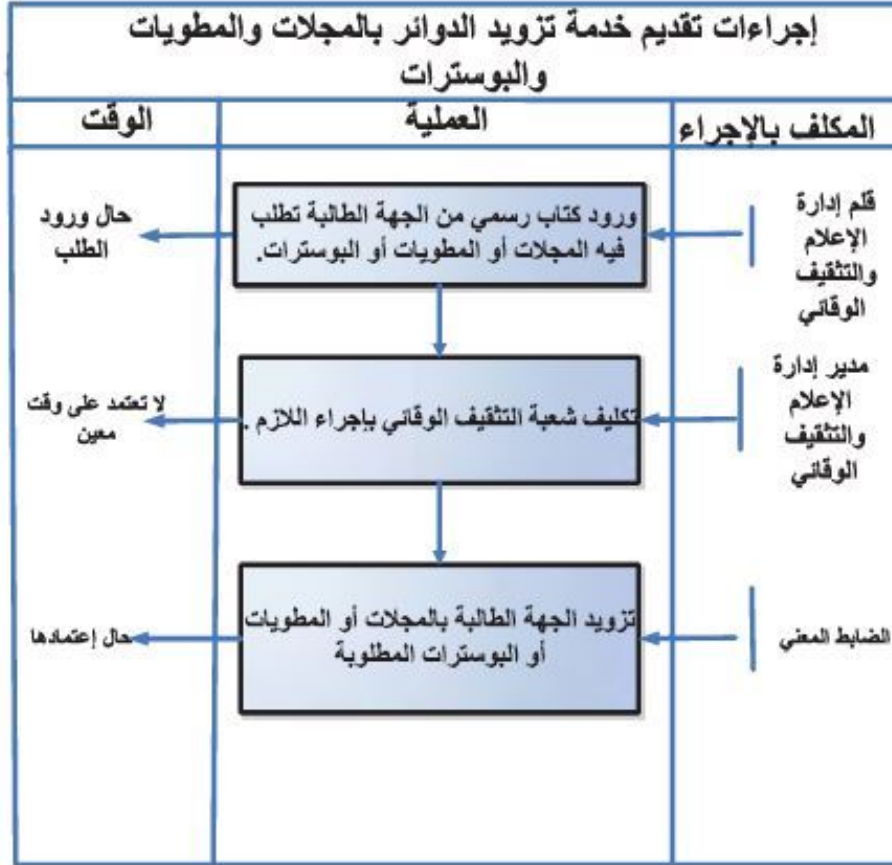 إجراءات تقديم خدمة تزويد الدوائر بالمجلات والمطويات
والبوسترات
المكلف بالإجراء
العملية
الوقت
قلم إدارة
الإعلام
والتثقيف
الوقائي
ورود كتاب رسمي من الجهة الطالبة تطلب
فيه المجلات أو المطويات أو البوسترات.
حال ورود
الطلب
مدير إدارة
الإعلام
والتثقيف
الوقائي
تكليف شعبة التثقيف الوقائي بإجراء اللازم .
لا تعتمد على وقت
معين
الضابط المعني
تزويد الجهة الطالبة بالمجلات أو المطويات
أو البوسترات المطلوبة
حال إعتمادها